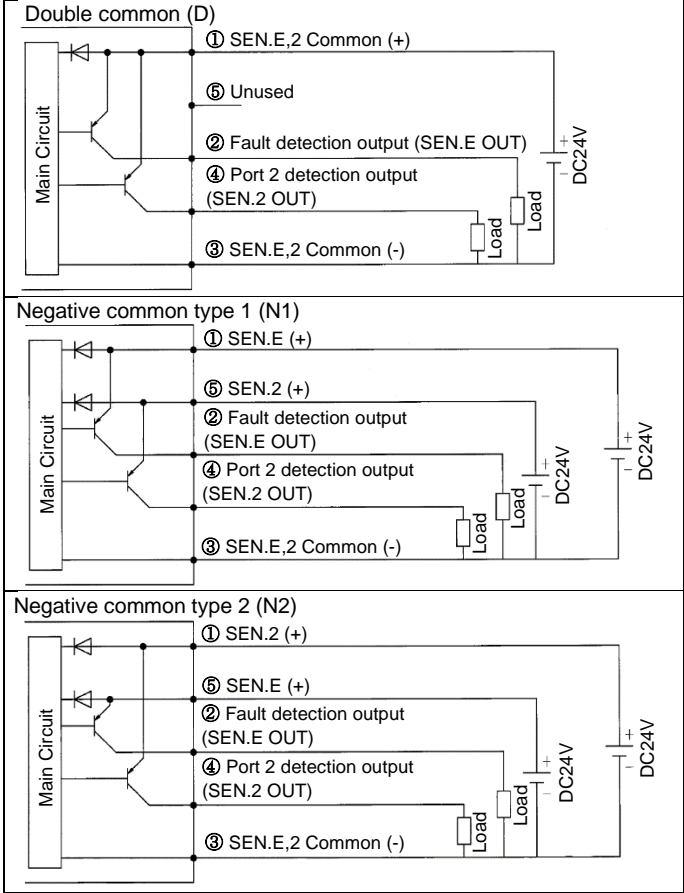 Double common (D)
① SEN.E,2 Common (+)
⑤ Unused
② Fault detection output (SEN.E OUT)
④ Port 2 detection output
(SEN.2 OUT)
③ SEN.E,2 Common (-)
Main Circuit
Load
Load
+
−
DC24V
Negative common type 1 (N1)
① SEN.E (+)
⑤ SEN.2 (+)
② Fault detection output
(SEN.E OUT)
④ Port 2 detection output
(SEN.2 OUT)
③ SEN.E,2 Common (-)
Main Circuit
Load
Load
+
−
DC24V
+
−
DC24V
Negative common type 2 (N2)
① SEN.2 (+)
⑤ SEN.E (+)
② Fault detection output
(SEN.E OUT)
④ Port 2 detection output
(SEN.2 OUT)
③ SEN.E,2 Common (-)
Main Circuit
Load
Load
+
−
DC24V
+
−
DC24V